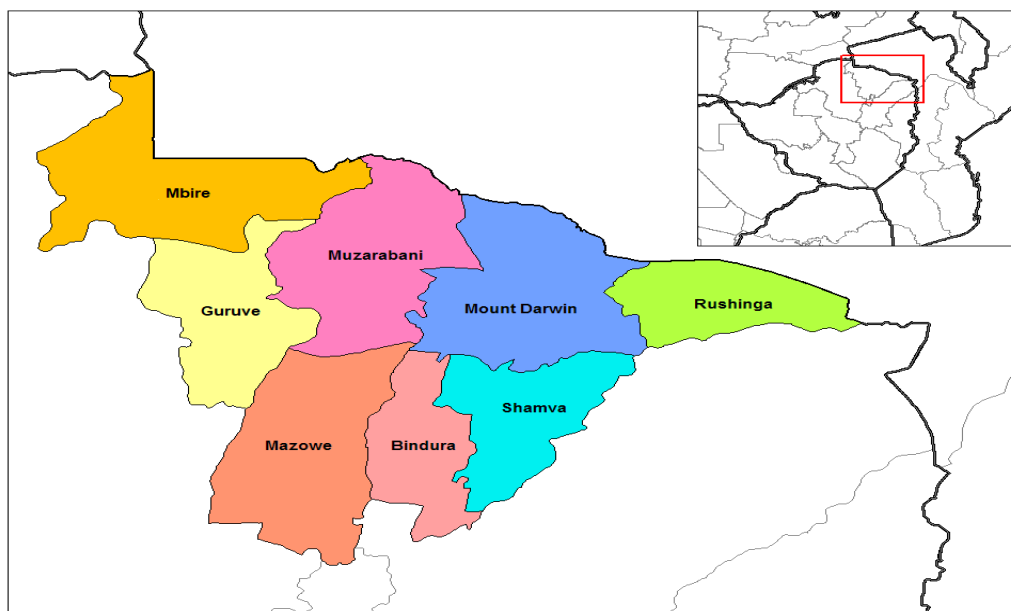 Mbire
Muzarabani
Guruve
Mount Darwin
Rushinga
Shamva
Mazowe
Bindura